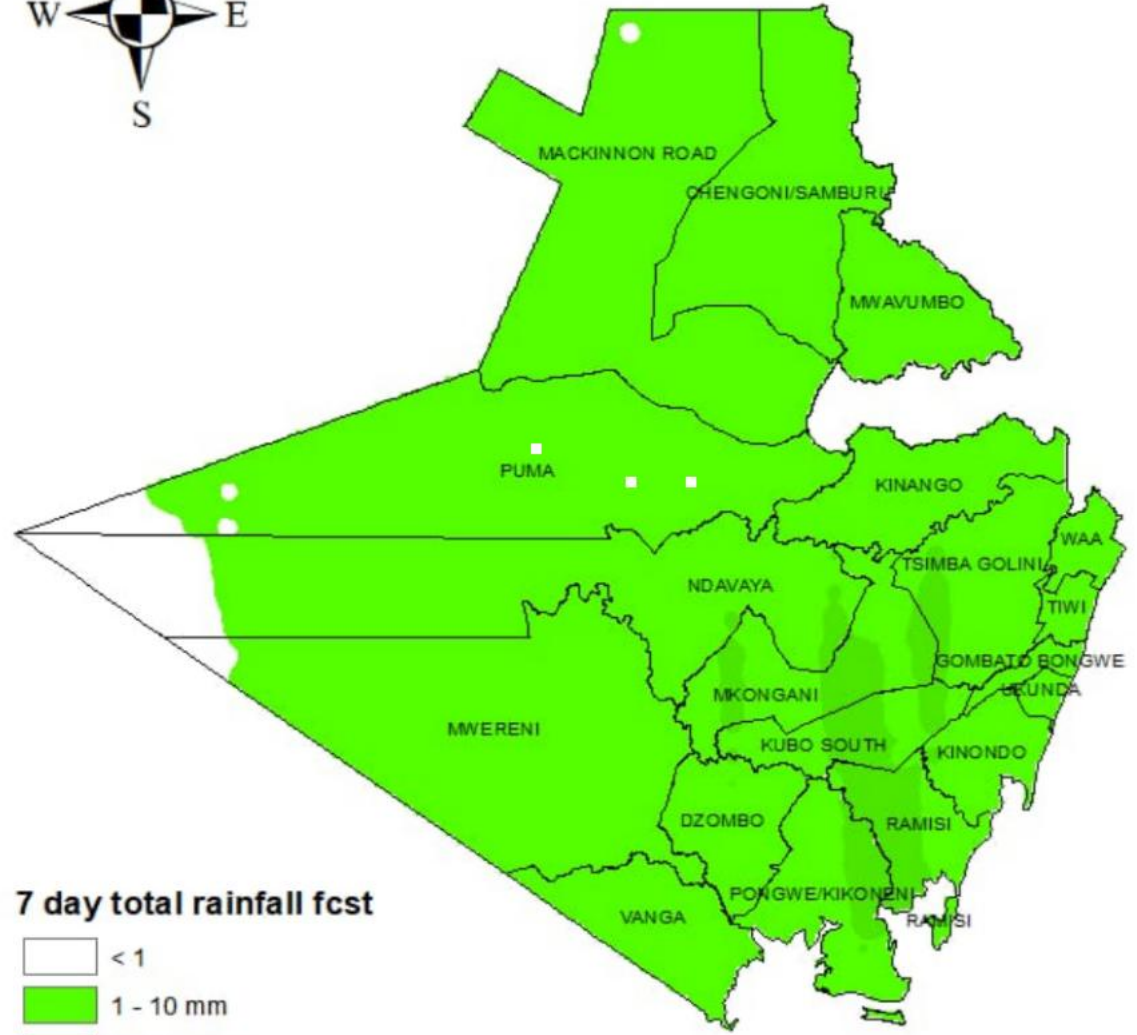 W E
S
MACKINNON ROAD
CHENGONI/SAMBURU
MWAVUMBO
PUMA
KINANGO
WAA
TSIMBA GOLINI
NDAVAYA
TIWI
GOMBATO BONGWE
UKUNDA
MKONGANI
MWERENI
KUBO SOUTH
KINONDO
DZOMBO
RAMISI
PONGWE/KIKONENI
VANGA
RAMISI
7 day total rainfall fcst
< 1
1 - 10 mm